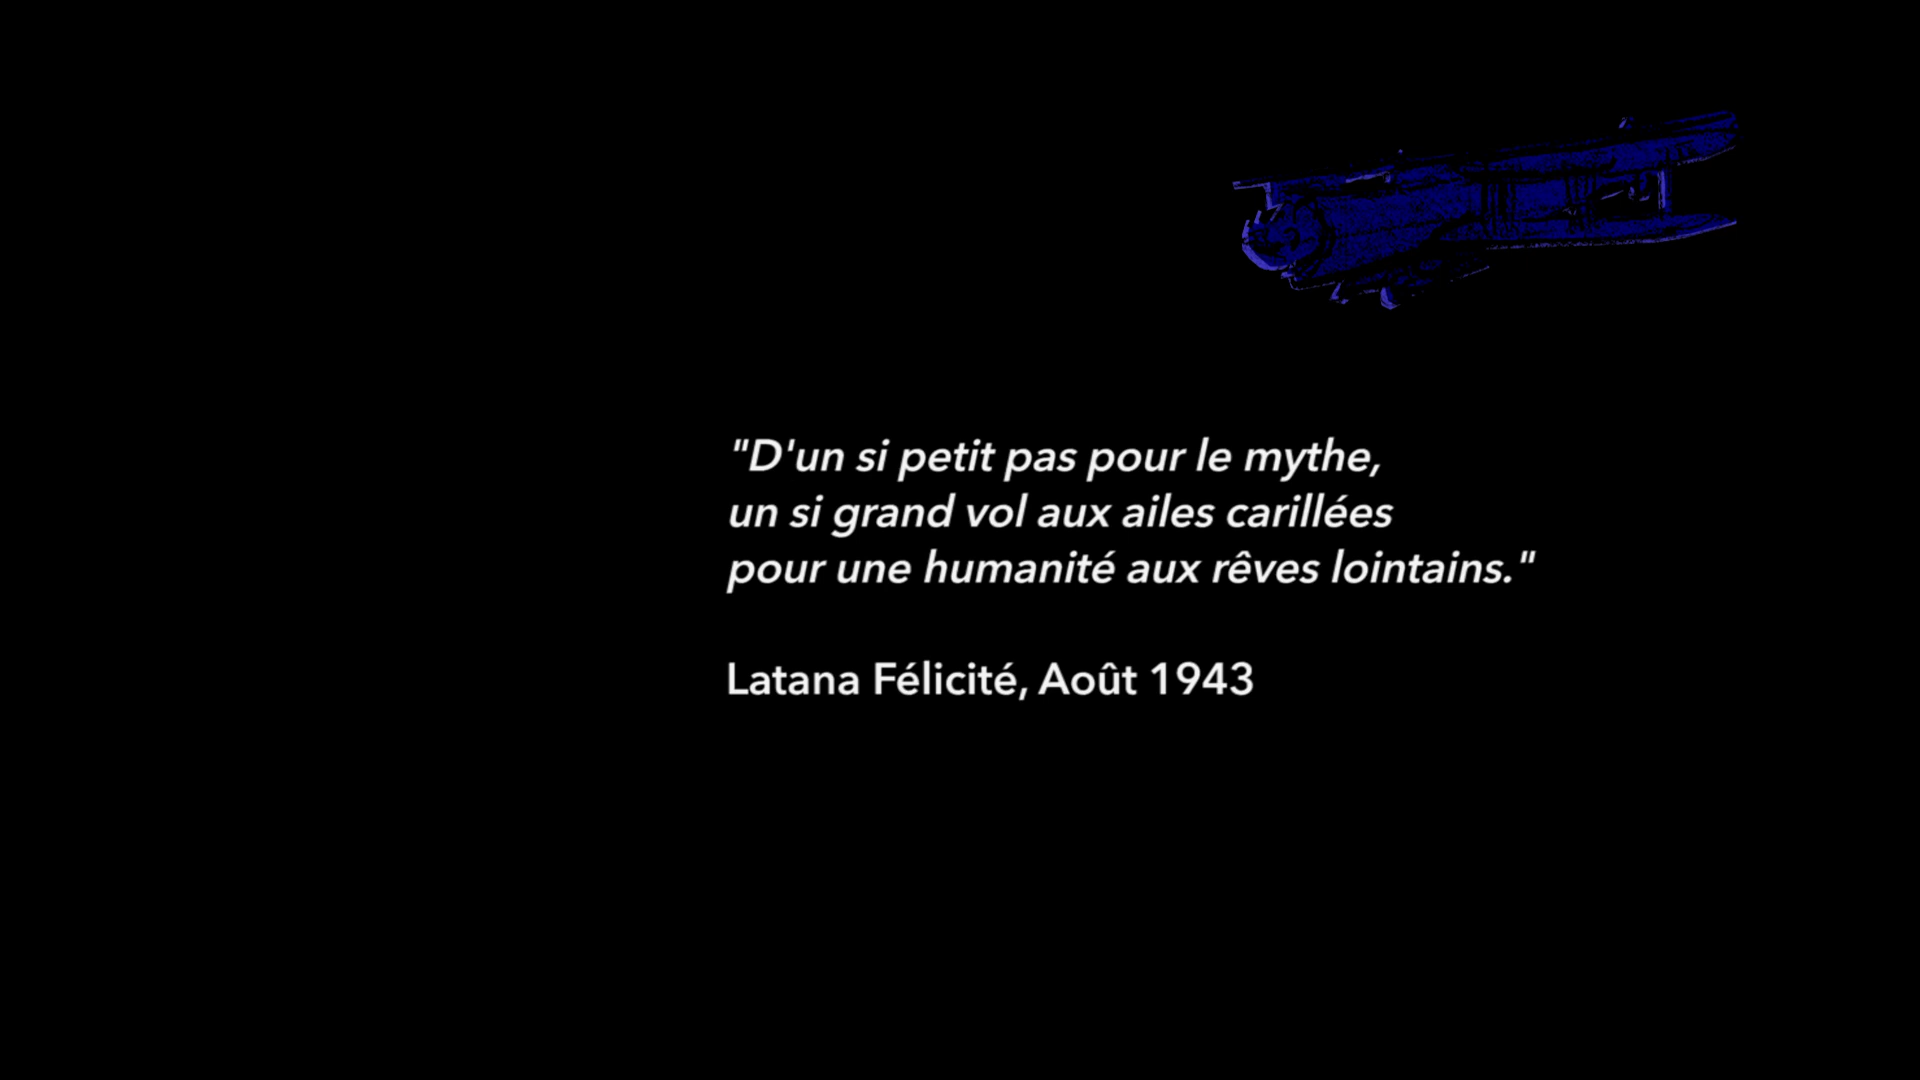 "D'un si petit pas pour le mythe,
un si grand vol aux ailes carillées
pour une humanité aux rêves lointains."
Latana Félicité, Août 1943